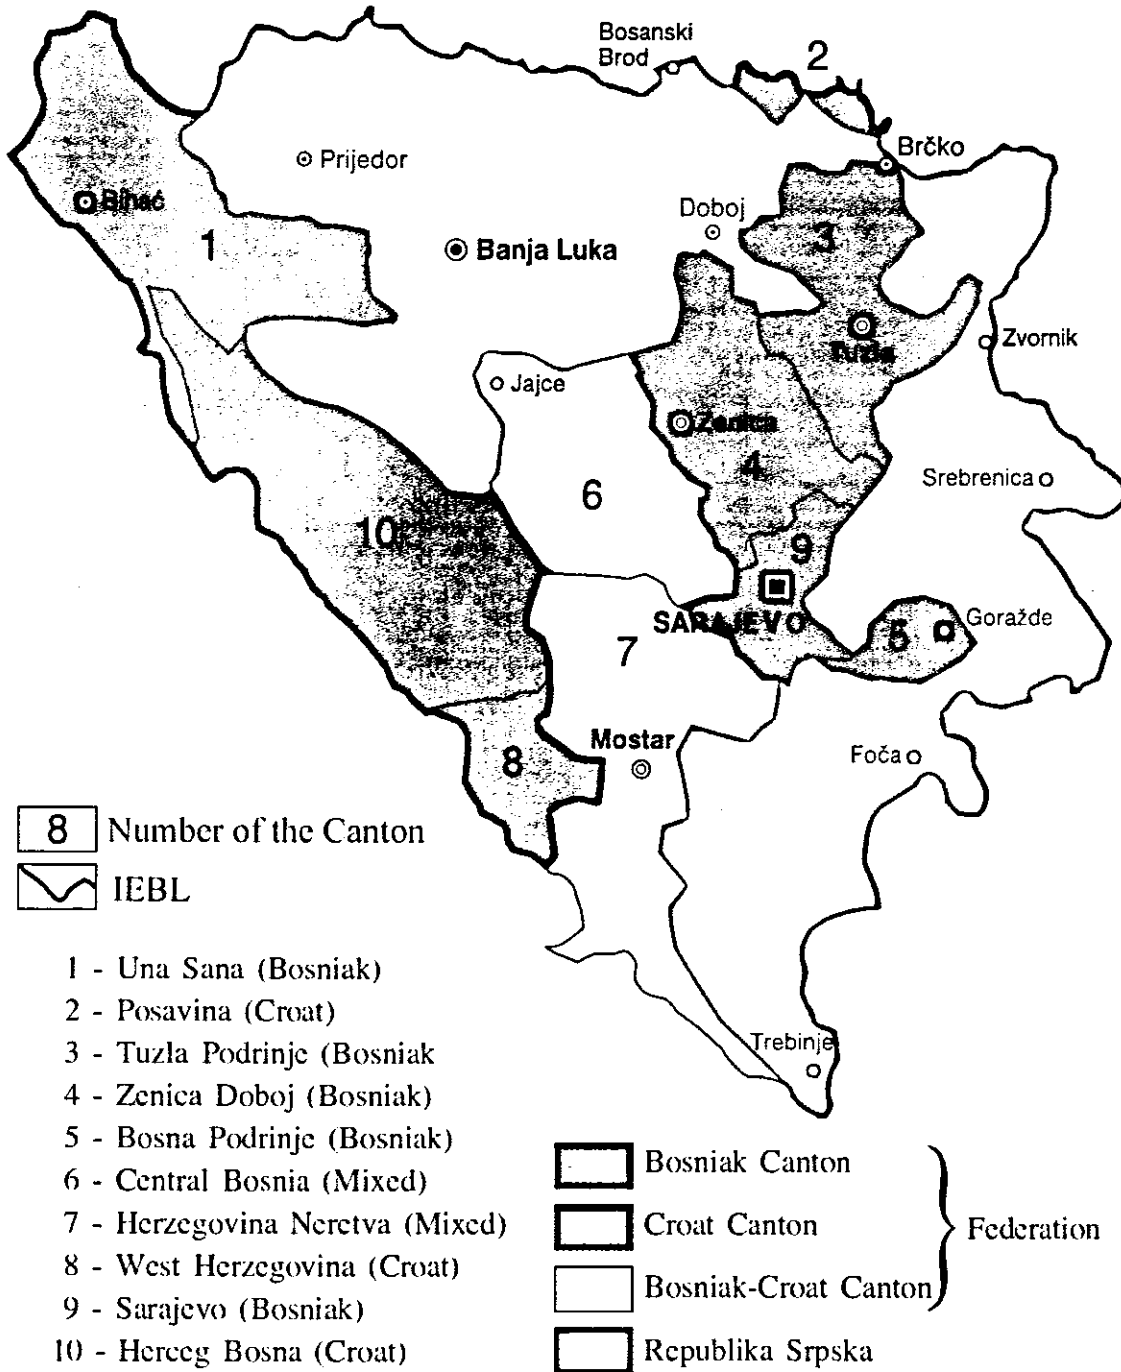 Bosanski
Brod
2
Brčko
Prijedor
Bihać
Doboj
3
1
Banja Luka
Tuzla
Zvornik
Jajce
Zenica
4
Srebrenica
6
10
9
SARAJEVO
5
Goražde
7
Mostar
8
Foča
8 Number of the Canton
IEBL
Trebinje
1 - Una Sana (Bosniak)
2 - Posavina (Croat)
3 - Tuzla Podrinje (Bosniak
4 - Zenica Doboj (Bosniak)
5 - Bosna Podrinje (Bosniak)
6 - Central Bosnia (Mixed)
7 - Herzegovina Neretva (Mixed)
8 - West Herzegovina (Croat)
9 - Sarajevo (Bosniak)
10 - Herceg Bosna (Croat)
Bosniak Canton
Croat Canton
Bosniak-Croat Canton
Federation
Republika Srpska